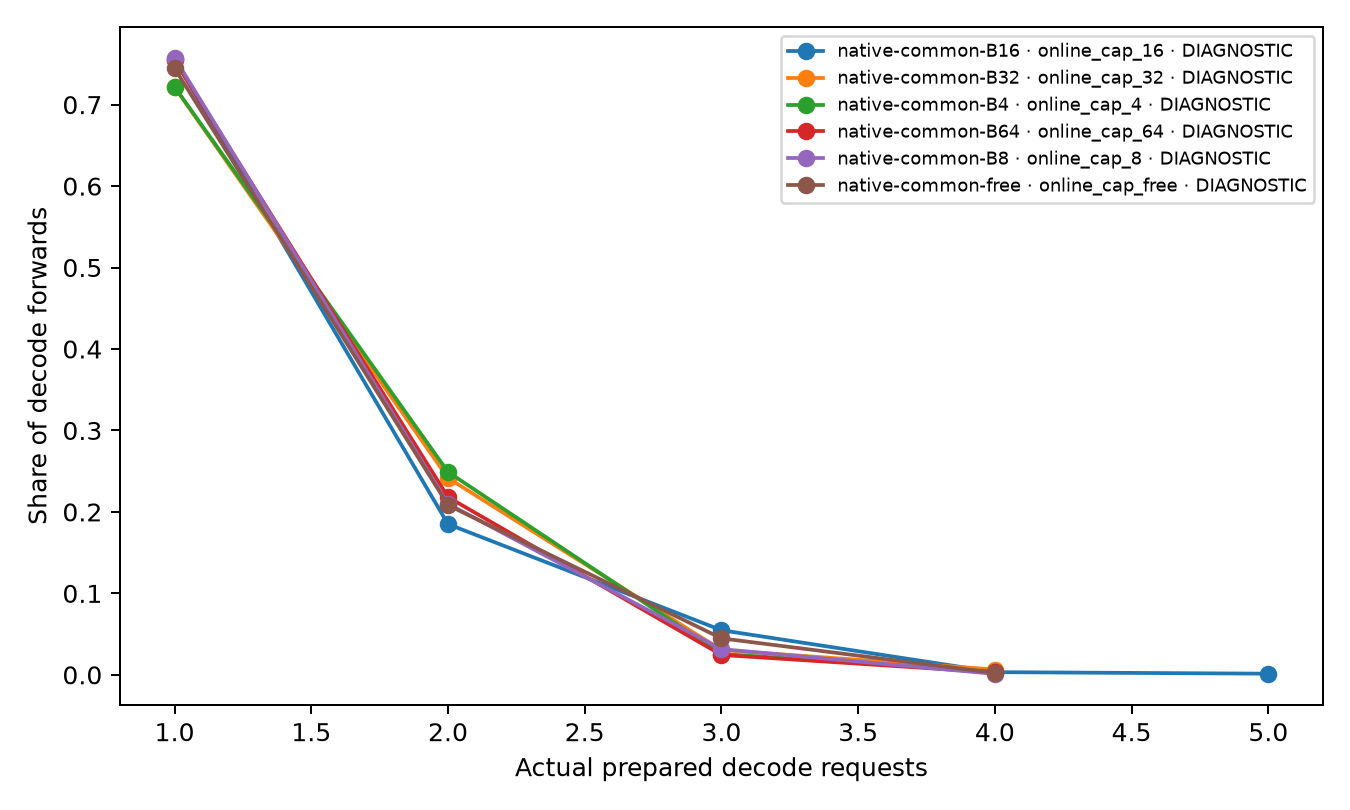 native-common-B16 · online_cap_16 · DIAGNOSTIC
native-common-B32 · online_cap_32 · DIAGNOSTIC
native-common-B4 · online_cap_4 · DIAGNOSTIC
native-common-B64 · online_cap_64 · DIAGNOSTIC
native-common-B8 · online_cap_8 · DIAGNOSTIC
native-common-free · online_cap_free · DIAGNOSTIC
Share of decode forwards
0.7
0.6
0.5
0.4
0.3
0.2
0.1
0.0
1.0 1.5 2.0 2.5 3.0 3.5 4.0 4.5 5.0
Actual prepared decode requests